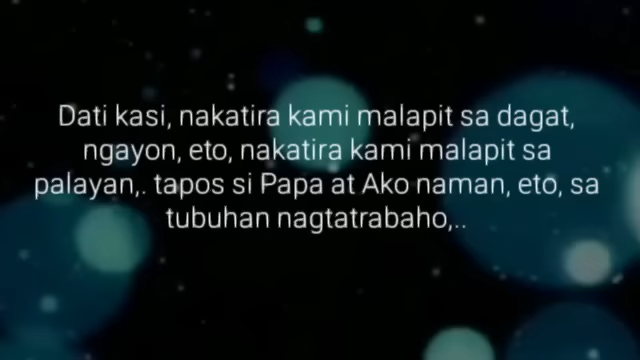 Dati kasi, nakatira kami malapit sa dagat,
ngayon, eto, nakatira kami malapit sa
palayan,. tapos si Papa at Ako naman, eto, sa
tubuhan nagtatrabaho,..